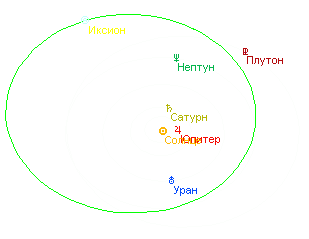 Иксион
Плутон
Нептун
Сатурн
Юпитер
Солнце
Уран